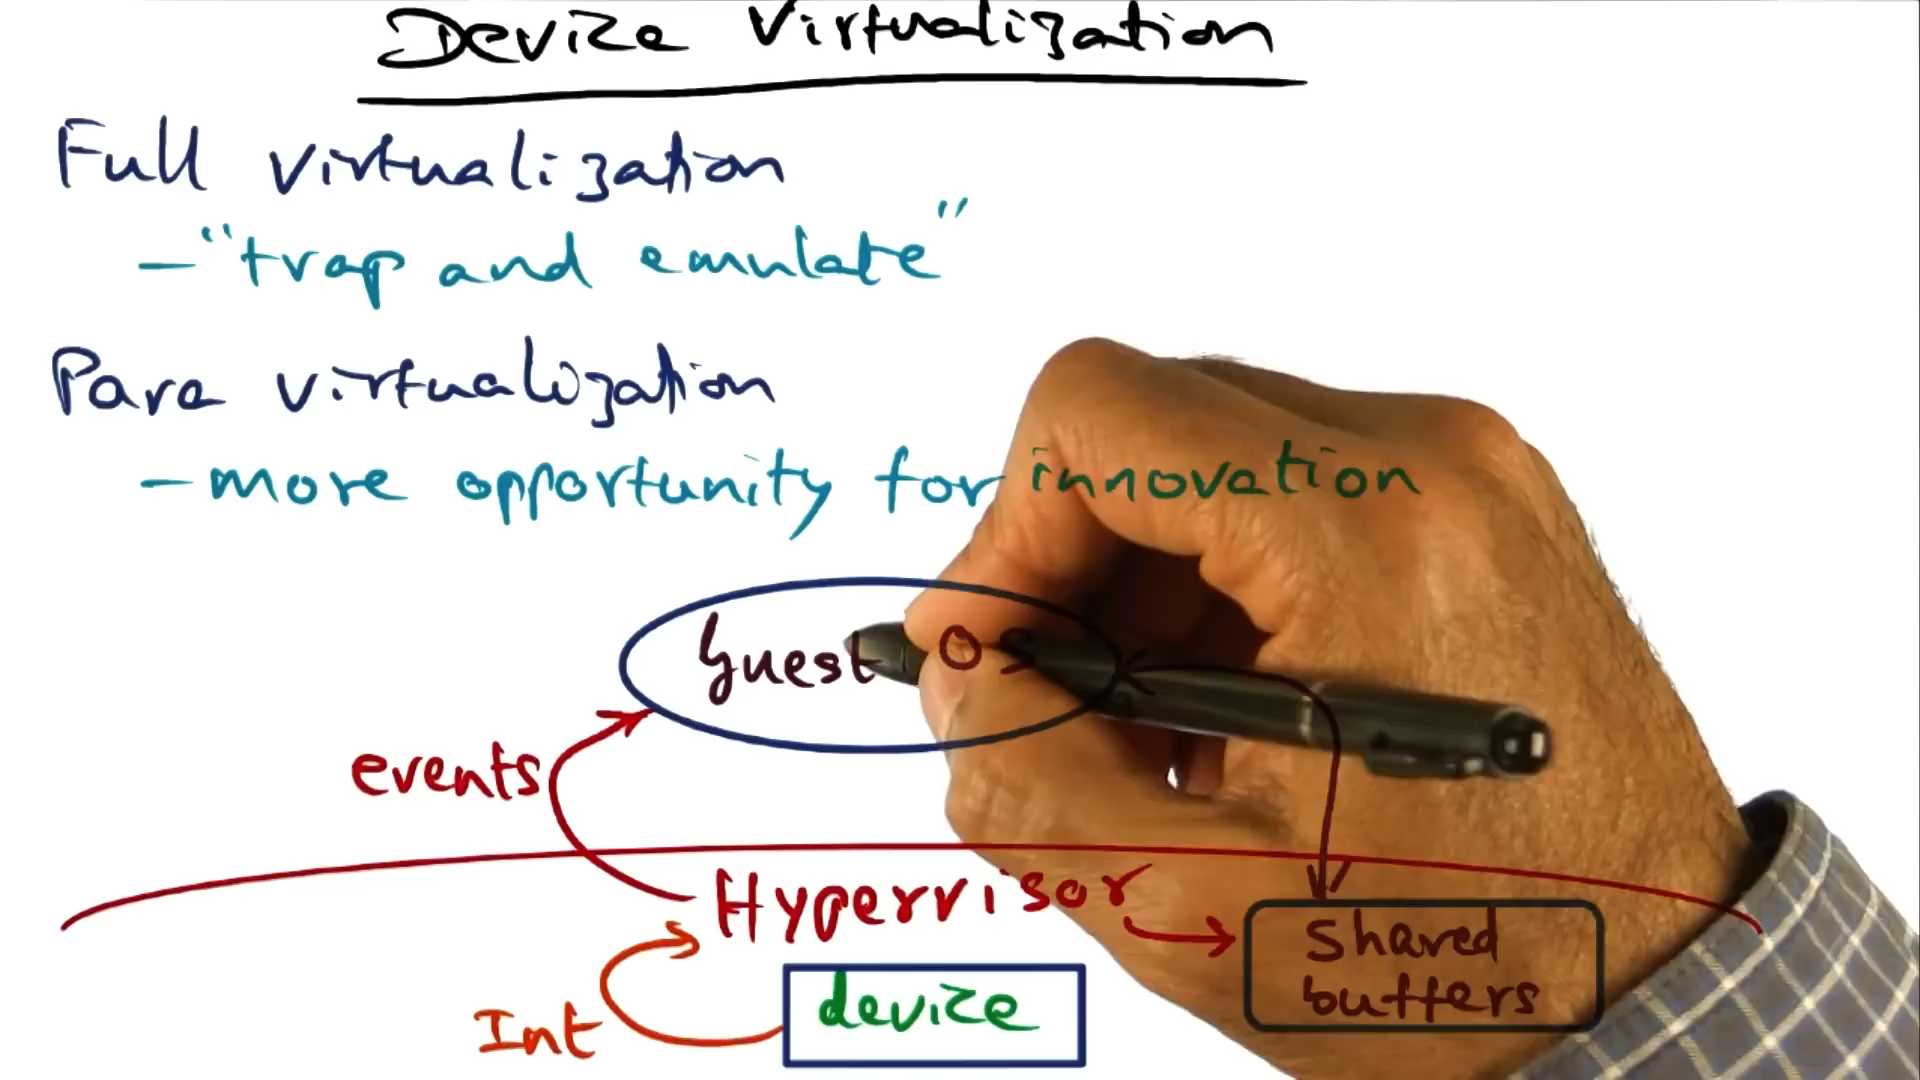 Device Virtualization
Full virtualization
- "trap and emulate"
Para virtualization
- more opportunity for innovation
Guest OS
events
Hypervisor
Shared
buffers
device
Int